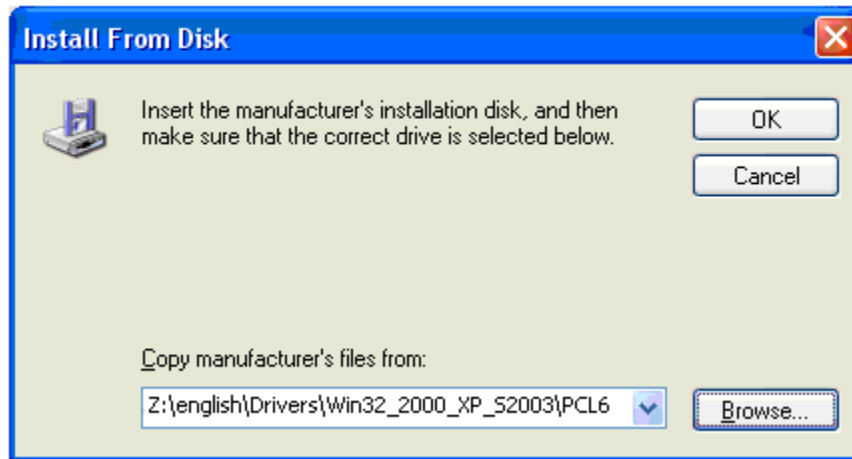 Install From Disk
Insert the manufacturer's installation disk, and then
make sure that the correct drive is selected below.
OK
Cancel
Copy manufacturer's files from:
Z:\english\Drivers\Win32_2000_XP_S2003\PCL6
Browse...